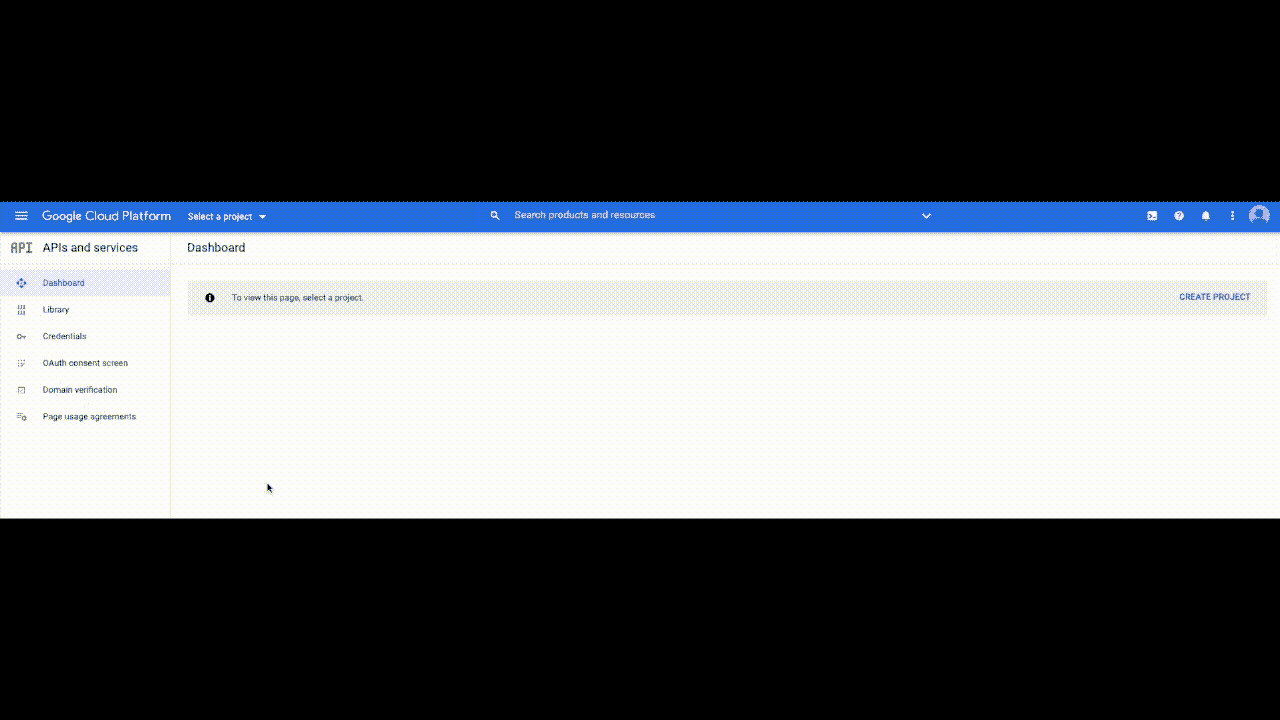 Google Cloud Platform
Select a project
Search products and resources
API
APIs and services
Dashboard
Dashboard
Library
Credentials
OAuth consent screen
Domain verification
Page usage agreements
To view this page, select a project.
CREATE PROJECT